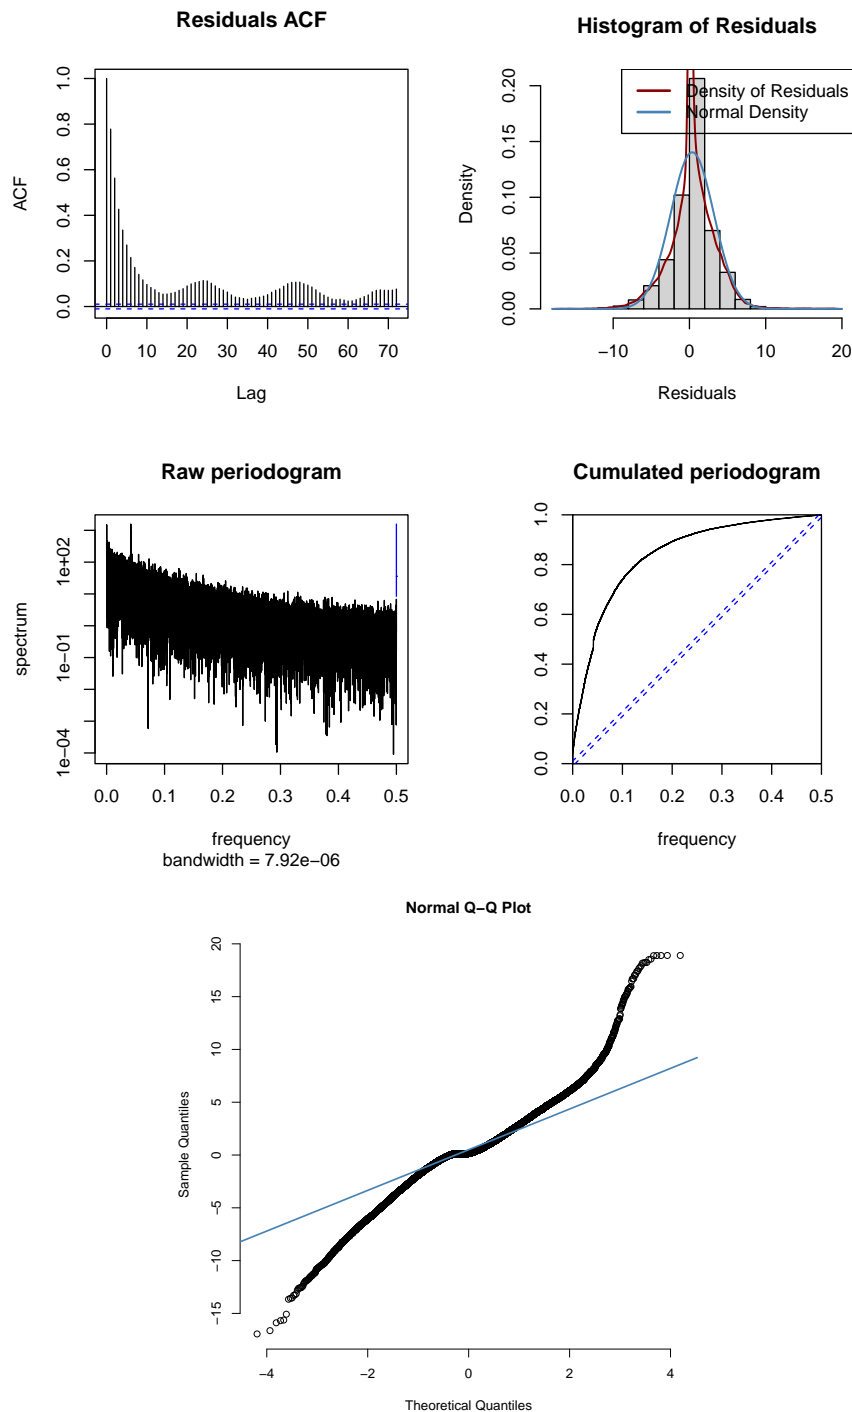 Residuals ACF
ACF
0.0 0.2 0.4 0.6 0.8 1.0
0 10 20 30 40 50 60 70
Lag
Histogram of Residuals
Density
0.00 0.05 0.10 0.15 0.20
Density of Residuals
Normal Density
−10 0 10 20
Residuals
Raw periodogram
spectrum
1e−04 1e−01 1e+02
0.0 0.1 0.2 0.3 0.4 0.5
frequency
bandwidth = 7.92e−06
Cumulated periodogram
0.0 0.2 0.4 0.6 0.8 1.0
0.0 0.1 0.2 0.3 0.4 0.5
frequency
Normal Q−Q Plot
Sample Quantiles
−15 −10 −5 0 5 10 15 20
−4 −2 0 2 4
Theoretical Quantiles